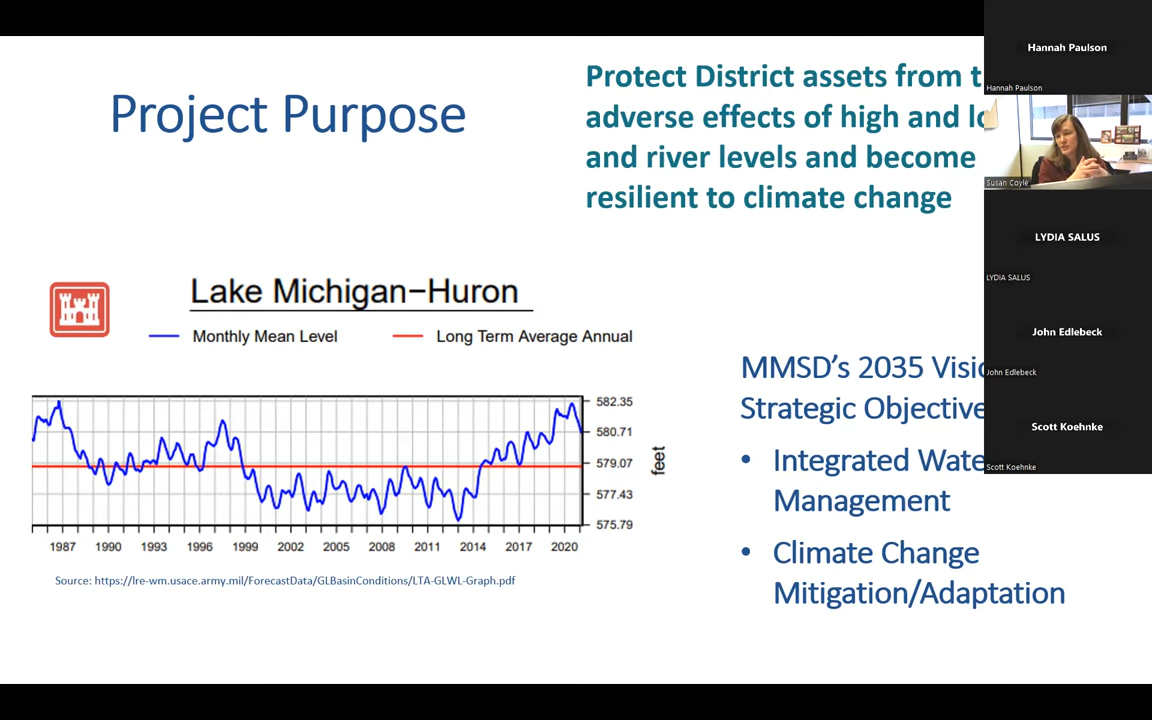 Project Purpose
Protect District assets from
adverse effects of high and
and river levels and become
resilient to climate change
Lake Michigan−Huron
Monthly Mean Level
Long Term Average Annual
582.35
580.71
579.07
577.43
575.79
feet
1987 1990 1993 1996 1999 2002 2005 2008 2011 2014 2017 2020
Source: https://lre-wm.usace.army.mil/ForecastData/GLBasinConditions/LTA-GLWL-Graph.pdf
MMSD's 2035
Strategic
• Integrated
Management
• Climate Change
Mitigation/Adaptation
Hannah Paulson
Hannah Paulson
Susan Coyle
LYDIA SALUS
LYDIA SALUS
John Edlebeck
John Edlebeck
Scott Koehnke
Scott Koehnke